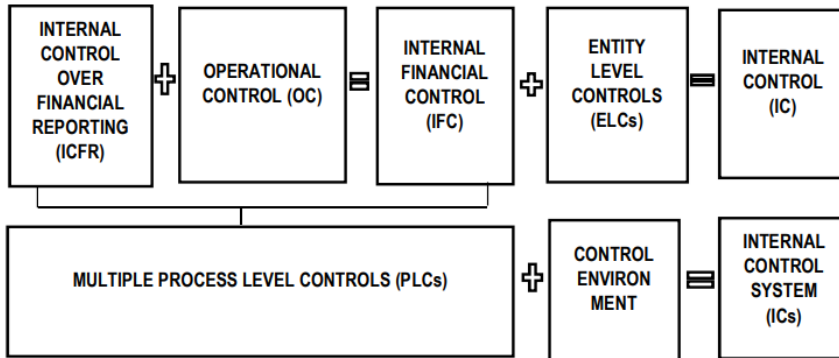 INTERNAL
CONTROL
OVER
FINANCIAL
REPORTING
(ICFR)
OPERATIONAL
CONTROL (OC)
INTERNAL
FINANCIAL
CONTROL
(IFC)
ENTITY
LEVEL
CONTROLS
(ELCs)
INTERNAL
CONTROL
(IC)
MULTIPLE PROCESS LEVEL CONTROLS (PLCs)
CONTROL
ENVIRON
MENT
INTERNAL
CONTROL
SYSTEM
(ICs)